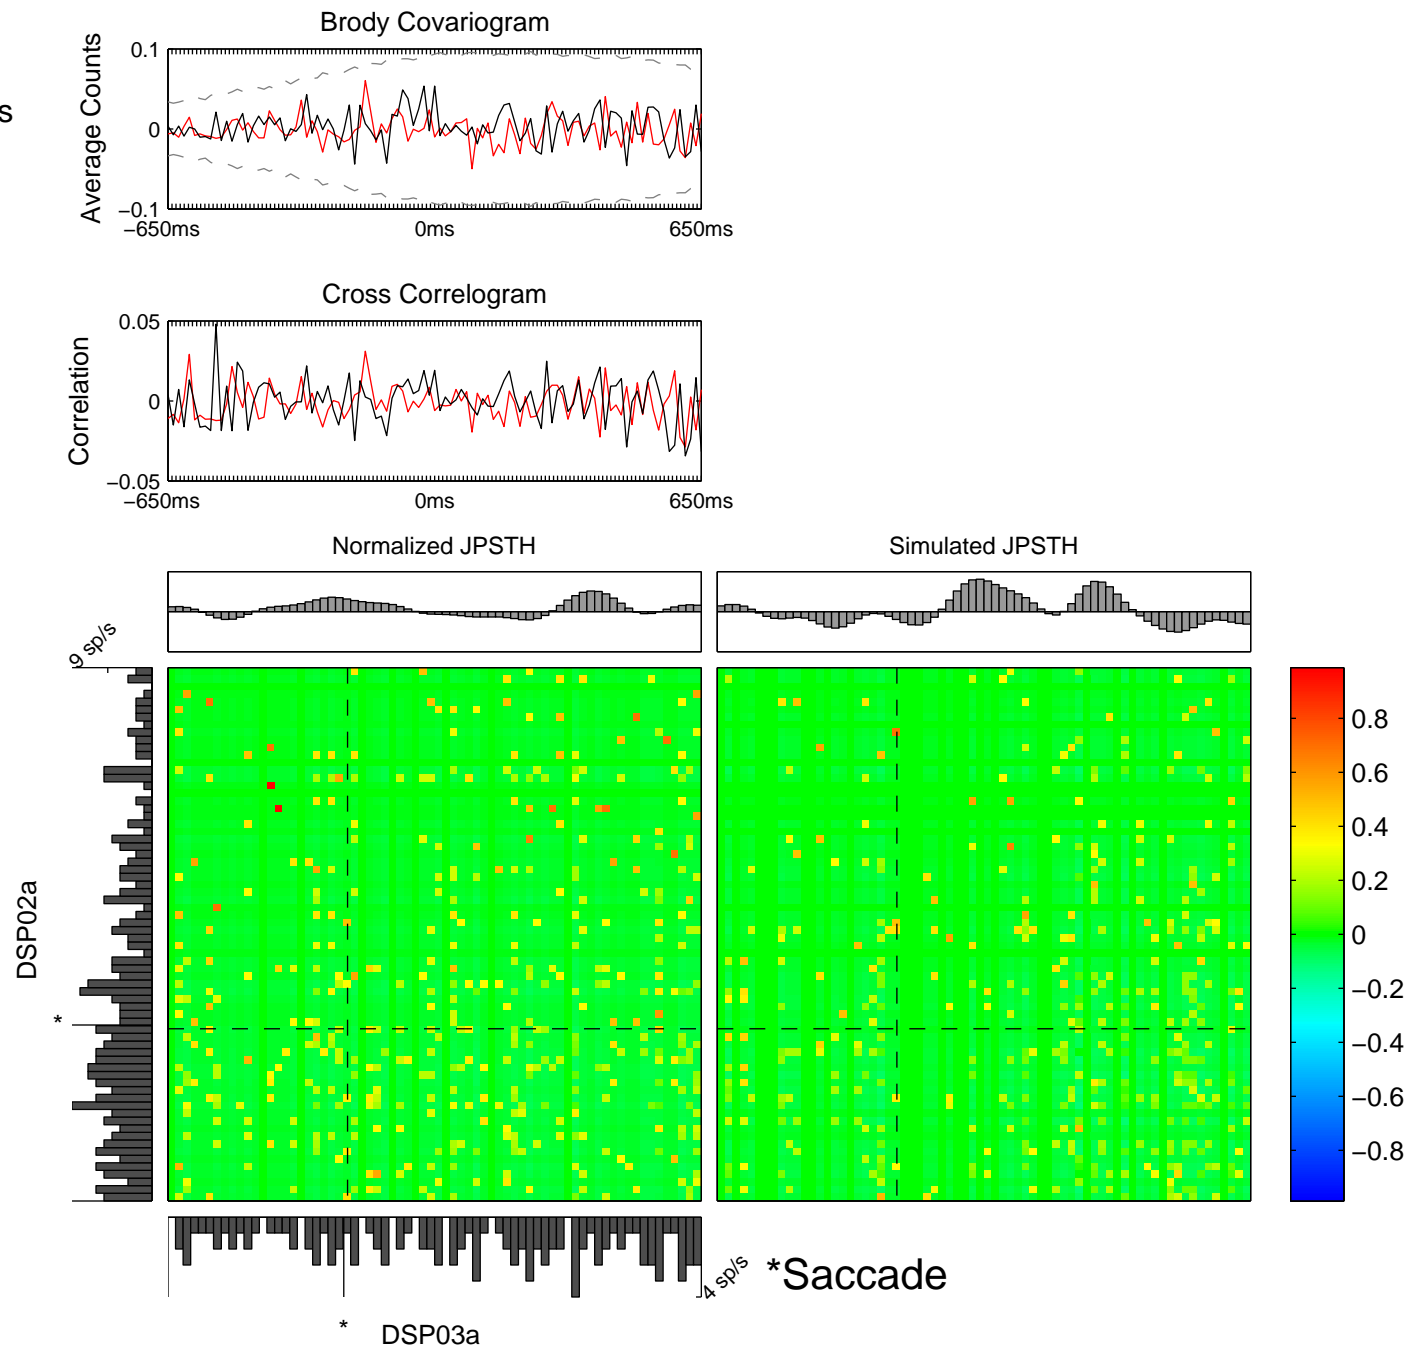 Brody Covariogram
s
Average Counts
0.1
0
−0.1
−650ms
0ms
650ms
Cross Correlogram
Correlation
0.05
0
−0.05
−650ms
0ms
650ms
Normalized JPSTH
Simulated JPSTH
9 sp/s
DSP02a
*
0.8
0.6
0.4
0.2
0
−0.2
−0.4
−0.6
−0.8
4 sp/s
*Saccade
*
DSP03a